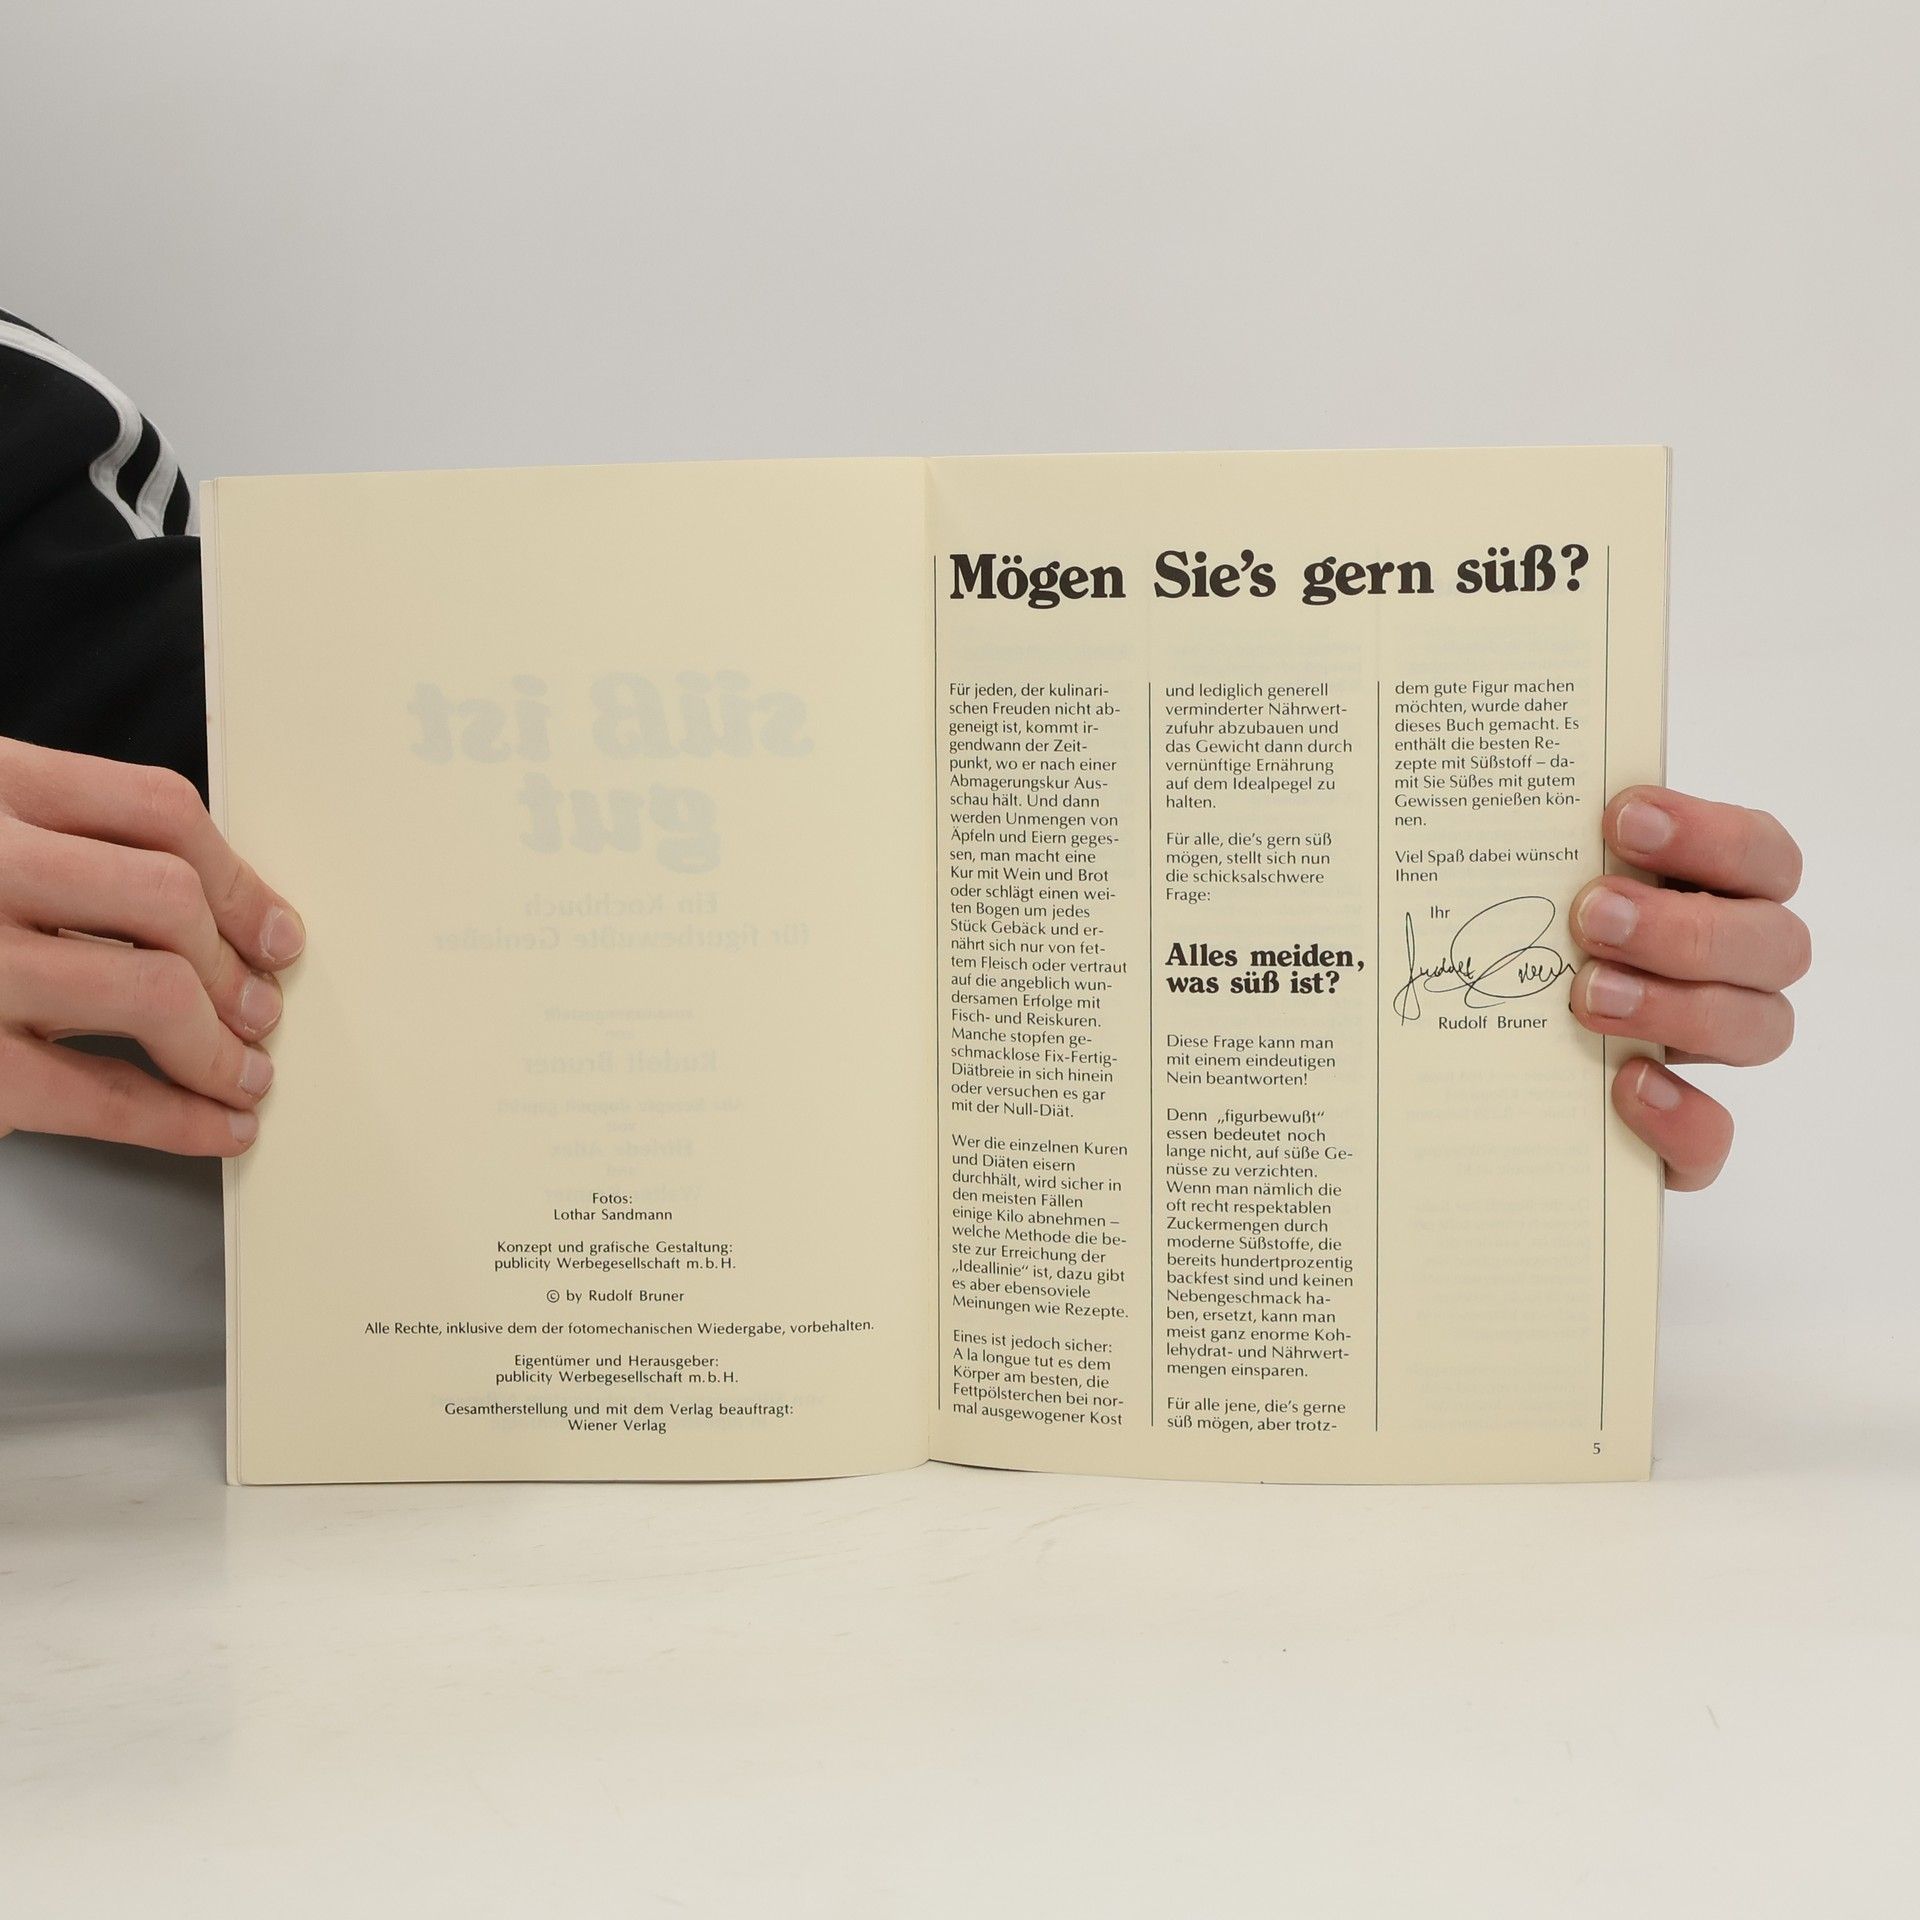 Fotos:
Lothar Sandmann
Konzept und grafische Gestaltung:
publicity Werbegesellschaft m.b.H.
© by Rudolf Bruner
Alle Rechte, inklusive dem der fotomechanischen Wiedergabe, vorbehalten.
Eigentümer und Herausgeber:
publicity Werbegesellschaft m.b.H.
Gesamtherstellung und mit dem Verlag beauftragt:
Wiener Verlag
Mögen Sie's gern süß?
Für jeden, der kulinari-
schen Freuden nicht ab-
geneigt ist, kommt ir-
gendwann der Zeit-
punkt, wo er nach einer
Abmagerungskur Aus-
schau hält. Und dann
werden Unmengen von
Äpfeln und Eiern geges-
sen, man macht eine
Kur mit Wein und Brot
oder schlägt einen wei-
ten Bogen um jedes
Stück Gebäck und er-
nährt sich nur von fet-
tem Fleisch oder vertraut
auf die angeblich wun-
dersamen Erfolge mit
Fisch- und Reiskuren.
Manche stopfen ge-
schmacklose Fix-Fertig-
Diätbreie in sich hinein
oder versuchen es gar
mit der Null-Diät.
Wer die einzelnen Kuren
und Diäten eisern
durchhält, wird sicher in
den meisten Fällen
einige Kilo abnehmen –
welche Methode die be-
ste zur Erreichung der
„Ideallinie“ ist, dazu gibt
es aber ebensoviele
Meinungen wie Rezepte.
Eines ist jedoch sicher:
A la longue tut es dem
Körper am besten, die
Fettpölsterchen bei nor-
mal ausgewogener Kost
und lediglich generell
verminderter Nährwert-
zufuhr abzubauen und
das Gewicht dann durch
vernünftige Ernährung
auf dem Idealpegel zu
halten.
Für alle, die's gern süß
mögen, stellt sich nun
die schicksalschwere
Frage:
Alles meiden,
was süß ist?
Diese Frage kann man
mit einem eindeutigen
Nein beantworten!
Denn „figurbewußt“
essen bedeutet noch
lange nicht, auf süße Ge-
nüsse zu verzichten.
Wenn man nämlich die
oft recht respektablen
Zuckermengen durch
moderne Süßstoffe, die
bereits hundertprozentig
backfest sind und keinen
Nebengeschmack ha-
ben, ersetzt, kann man
meist ganz enorme Koh-
lehydrat- und Nährwert-
mengen einsparen.
Für alle jene, die's gerne
süß mögen, aber trotz-
dem gute Figur machen
möchten, wurde daher
dieses Buch gemacht. Es
enthält die besten Re-
zepte mit Süßstoff – da-
mit Sie Süßes mit gutem
Gewissen genießen kön-
nen.
Viel Spaß dabei wünscht
Ihnen
Ihr
Rudolf Bruner
5